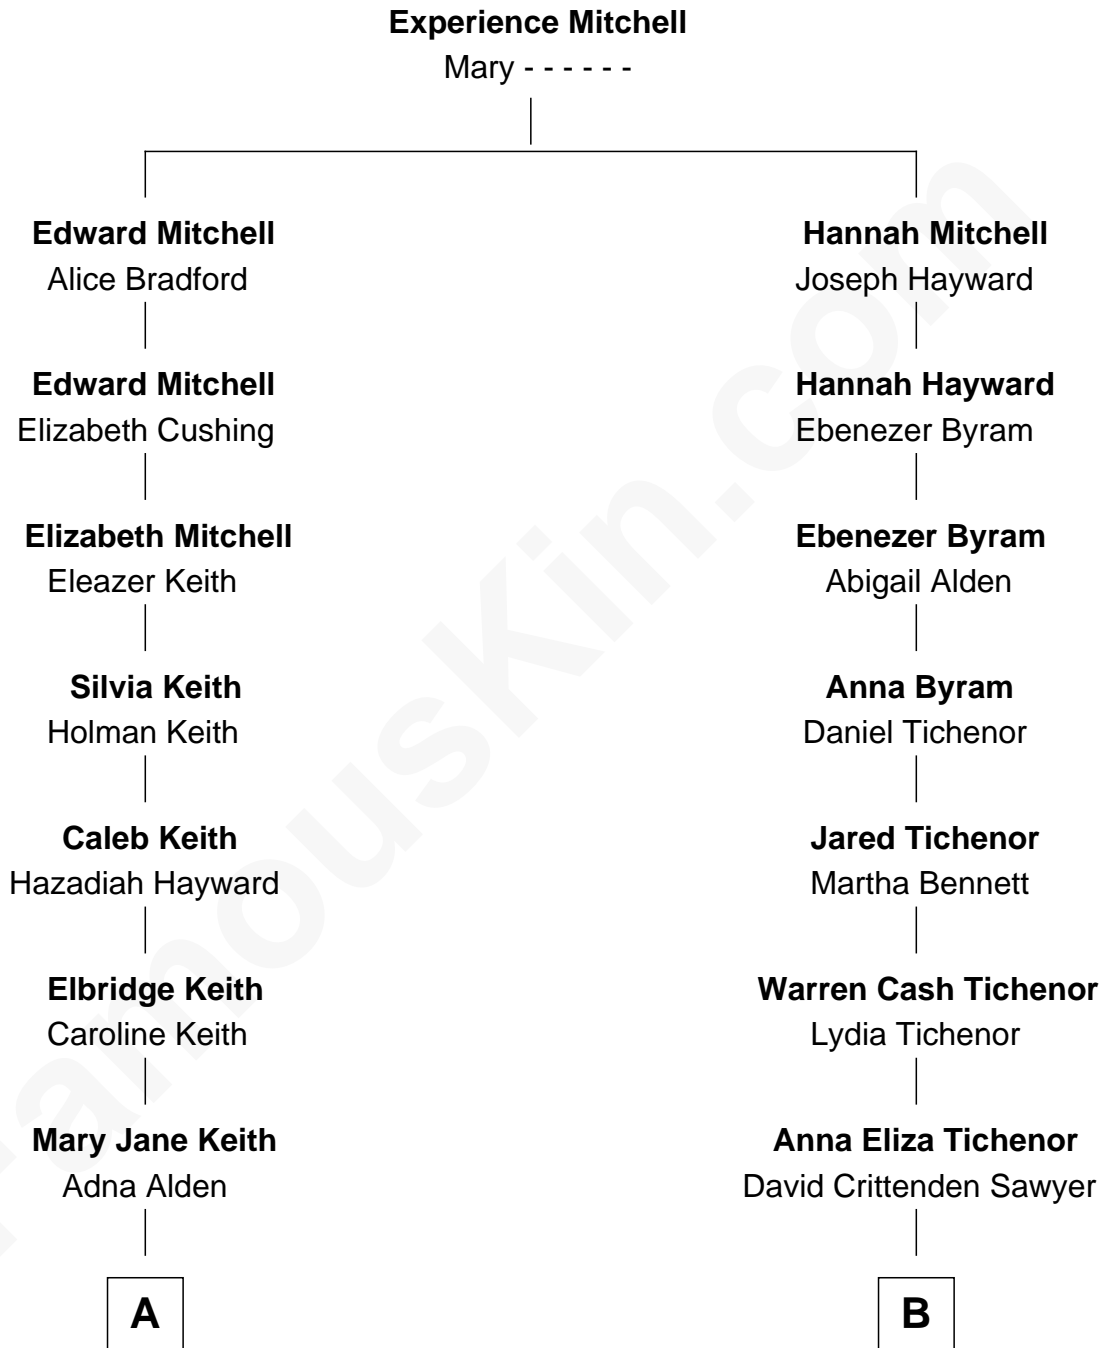 Experience Mitchell
Mary - - - - - -
Edward Mitchell
Alice Bradford
Edward Mitchell
Elizabeth Cushing
Elizabeth Mitchell
Eleazer Keith
Silvia Keith
Holman Keith
Caleb Keith
Hazadiah Hayward
Elbridge Keith
Caroline Keith
Mary Jane Keith
Adna Alden
A
Hannah Mitchell
Joseph Hayward
Hannah Hayward
Ebenezer Byram
Ebenezer Byram
Abigail Alden
Anna Byram
Daniel Tichenor
Jared Tichenor
Martha Bennett
Warren Cash Tichenor
Lydia Tichenor
Anna Eliza Tichenor
David Crittenden Sawyer
B
FamousKin.com